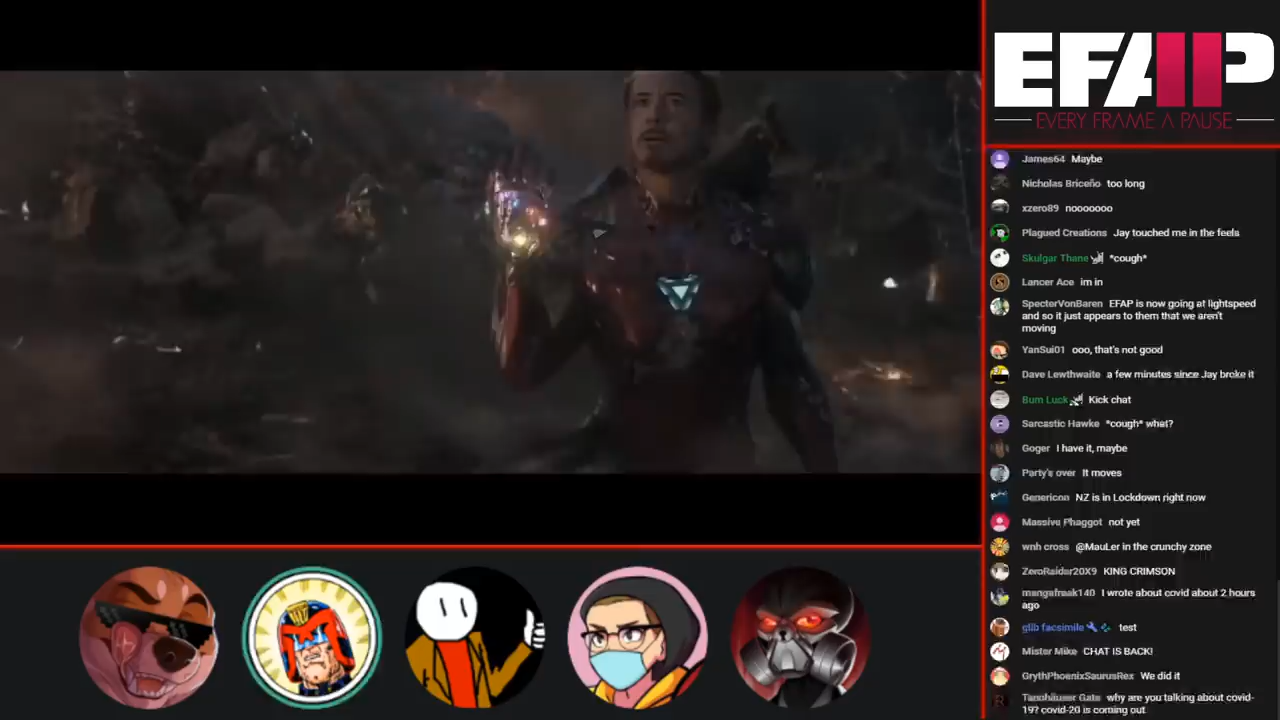 EFAP
EVERY FRAME A PAUSE
James64 Maybe
Nicholas Briceño too long
xzero89 nooooooo
Plagued Creations Jay touched me in the feels
Skulgar Thane *cough*
Lancer Ace im in
SpecterVonBaren EFAP is now going at lightspeed
and so it just appears to them that we aren't
moving
YanSui01 ooo, that's not good
Dave Lewthwaite a few minutes since Jay broke it
Bum Luck Kick chat
Sarcastic Hawke *cough* what?
Goger I have it, maybe
Party's over It moves
Genericon NZ is in Lockdown right now
Massive Phaggot not yet
wnh cross @MauLer in the crunchy zone
ZeroRaider20X9 KING CRIMSON
mangafreak140 I wrote about covid about 2 hours
ago
glib facsimile test
Mister Mike CHAT IS BACK!
GrythPhoenixSaurusRex We did it
Tannhäuser Gate why are you talking about covid-
19? covid-20 is coming out